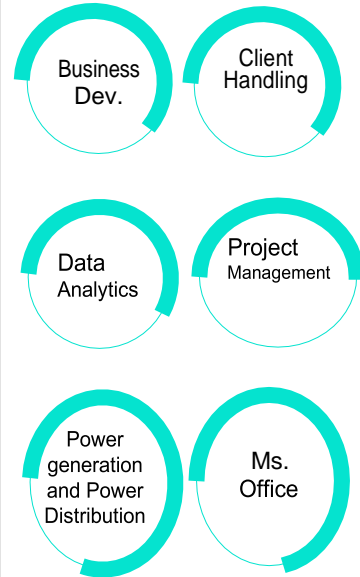 Business
Dev.
Client
Handling
Data
Analytics
Project
Management
Power
generation
and Power
Distribution
Ms.
Office